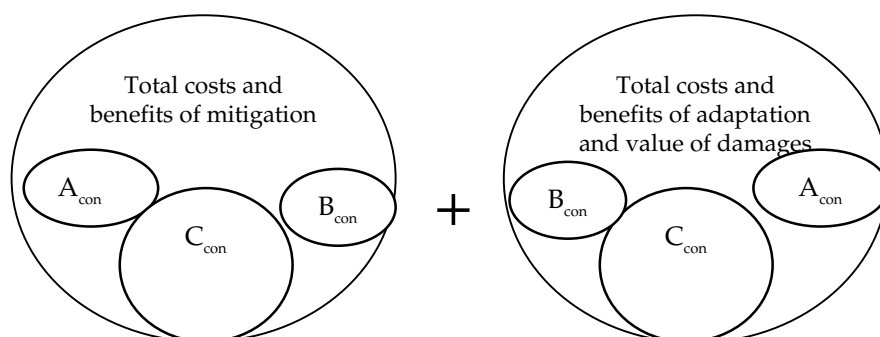 Total costs and
benefits of mitigation
A_con
C_con
B_con
+
Total costs and
benefits of adaptation
and value of damages
B_con
C_con
A_con